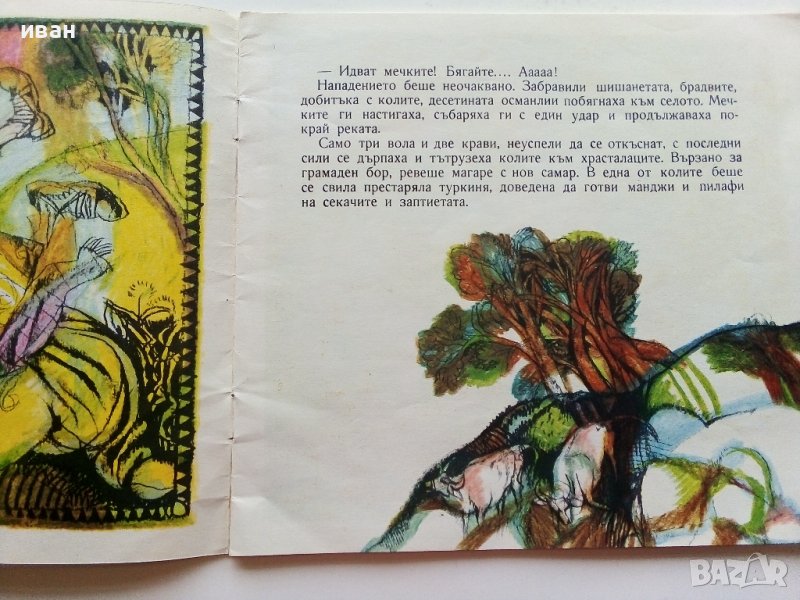 иван
— Идват мечките! Бягайте.... Ааааа!
Нападението беше неочаквано. Забравили шишанетата, брадвите,
добитъка с колите, десетината османлии побягнаха към селото. Меч-
ките ги настигаха, събаряха ги с един удар и продължаваха по-
край реката.
Само три вола и две крави, неуспели да се откъснат, с последни
сили се дърпаха и тътрузеха колите към храсталаците. Вързано за
грамаден бор, ревеше магаре с нов самар. В една от колите беше
се свила престаряла туркиня, доведена да готви манджи и пилафи
на секачите и заптиетата.
BAZAR